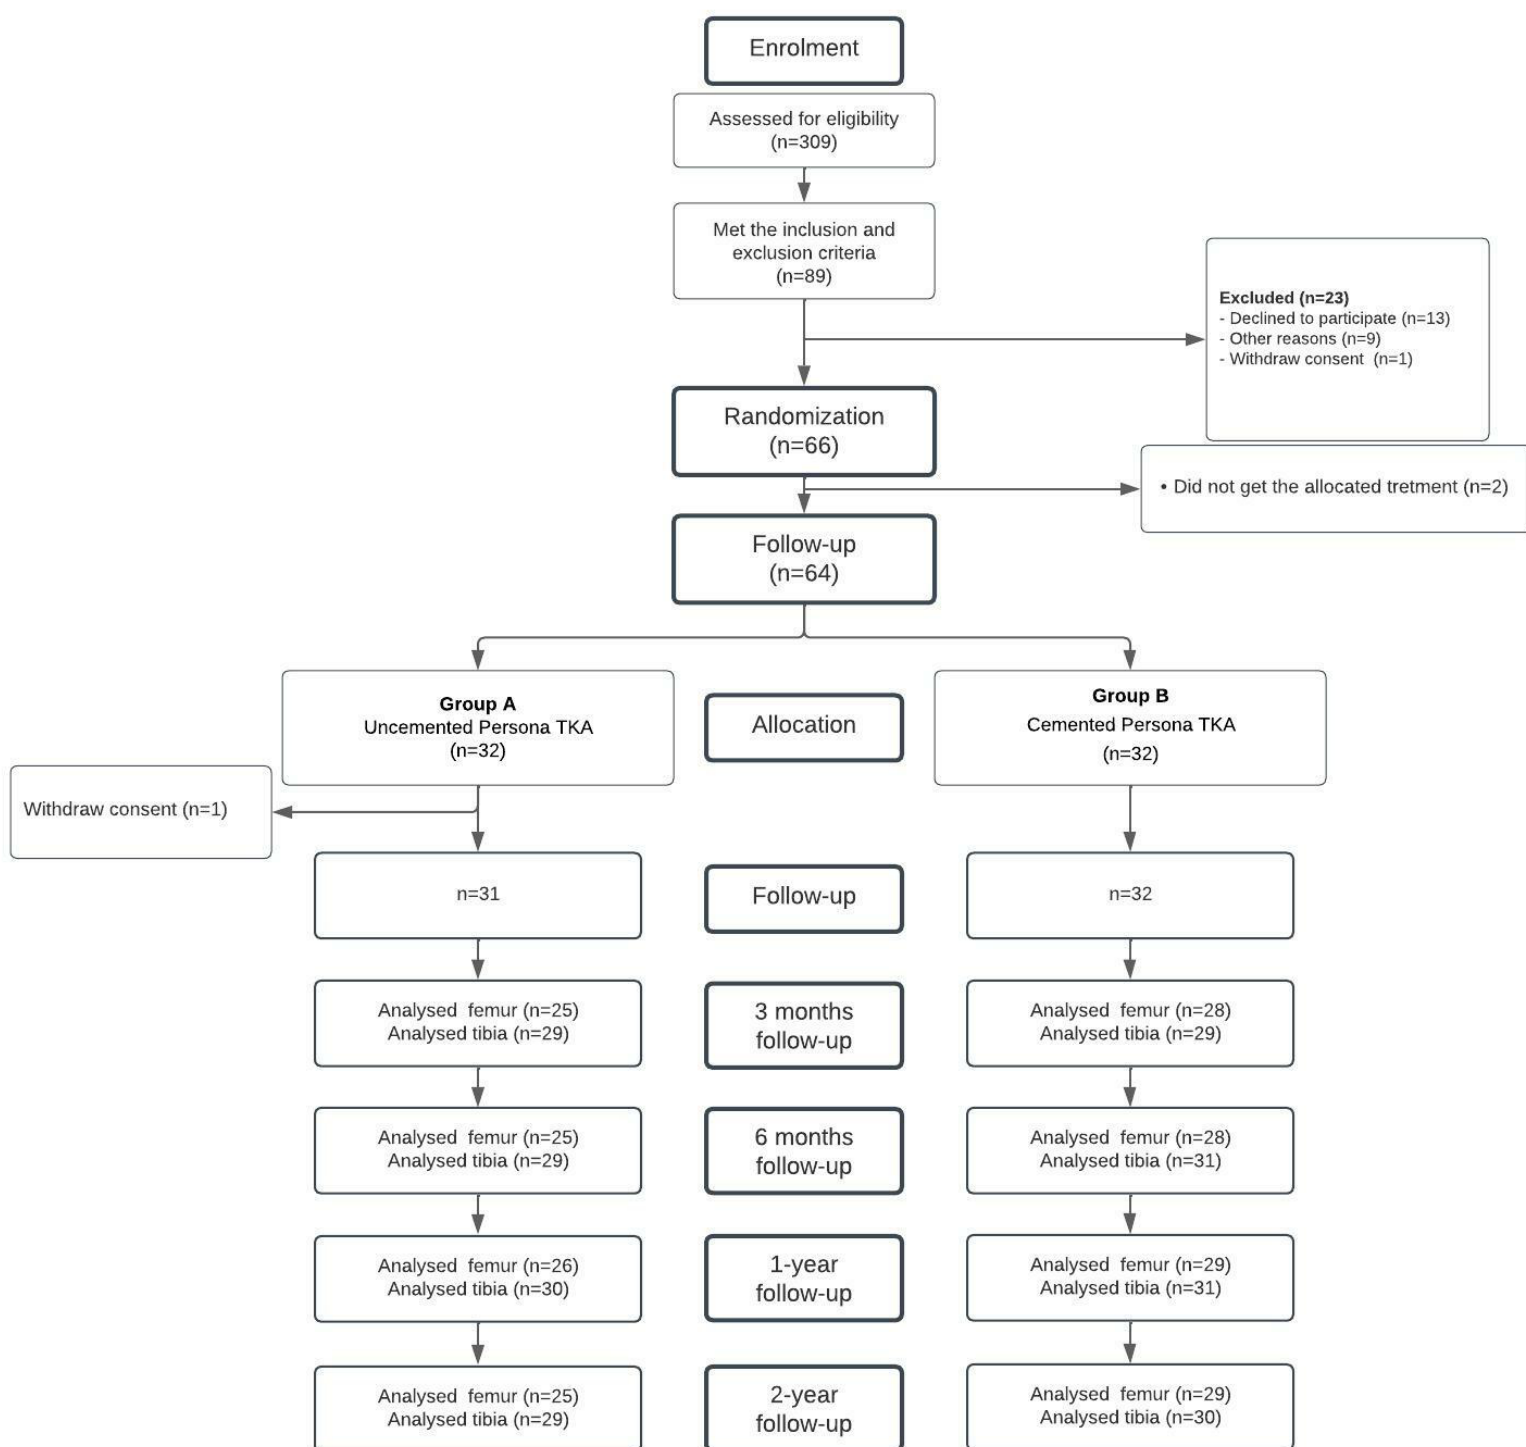 Enrolment
Assessed for eligibility
(n=309)
Met the inclusion and
exclusion criteria
(n=89)
Excluded (n=23)
- Declined to participate (n=13)
- Other reasons (n=9)
- Withdraw consent (n=1)
Randomization
(n=66)
• Did not get the allocated tretment (n=2)
Follow-up
(n=64)
Group A
Uncemented Persona TKA
(n=32)
Allocation
Group B
Cemented Persona TKA
(n=32)
Withdraw consent (n=1)
n=31
Follow-up
n=32
Analysed femur (n=25)
Analysed tibia (n=29)
3 months
follow-up
Analysed femur (n=28)
Analysed tibia (n=29)
Analysed femur (n=25)
Analysed tibia (n=29)
6 months
follow-up
Analysed femur (n=28)
Analysed tibia (n=31)
Analysed femur (n=26)
Analysed tibia (n=30)
1-year
follow-up
Analysed femur (n=29)
Analysed tibia (n=31)
Analysed femur (n=25)
Analysed tibia (n=29)
2-year
follow-up
Analysed femur (n=29)
Analysed tibia (n=30)